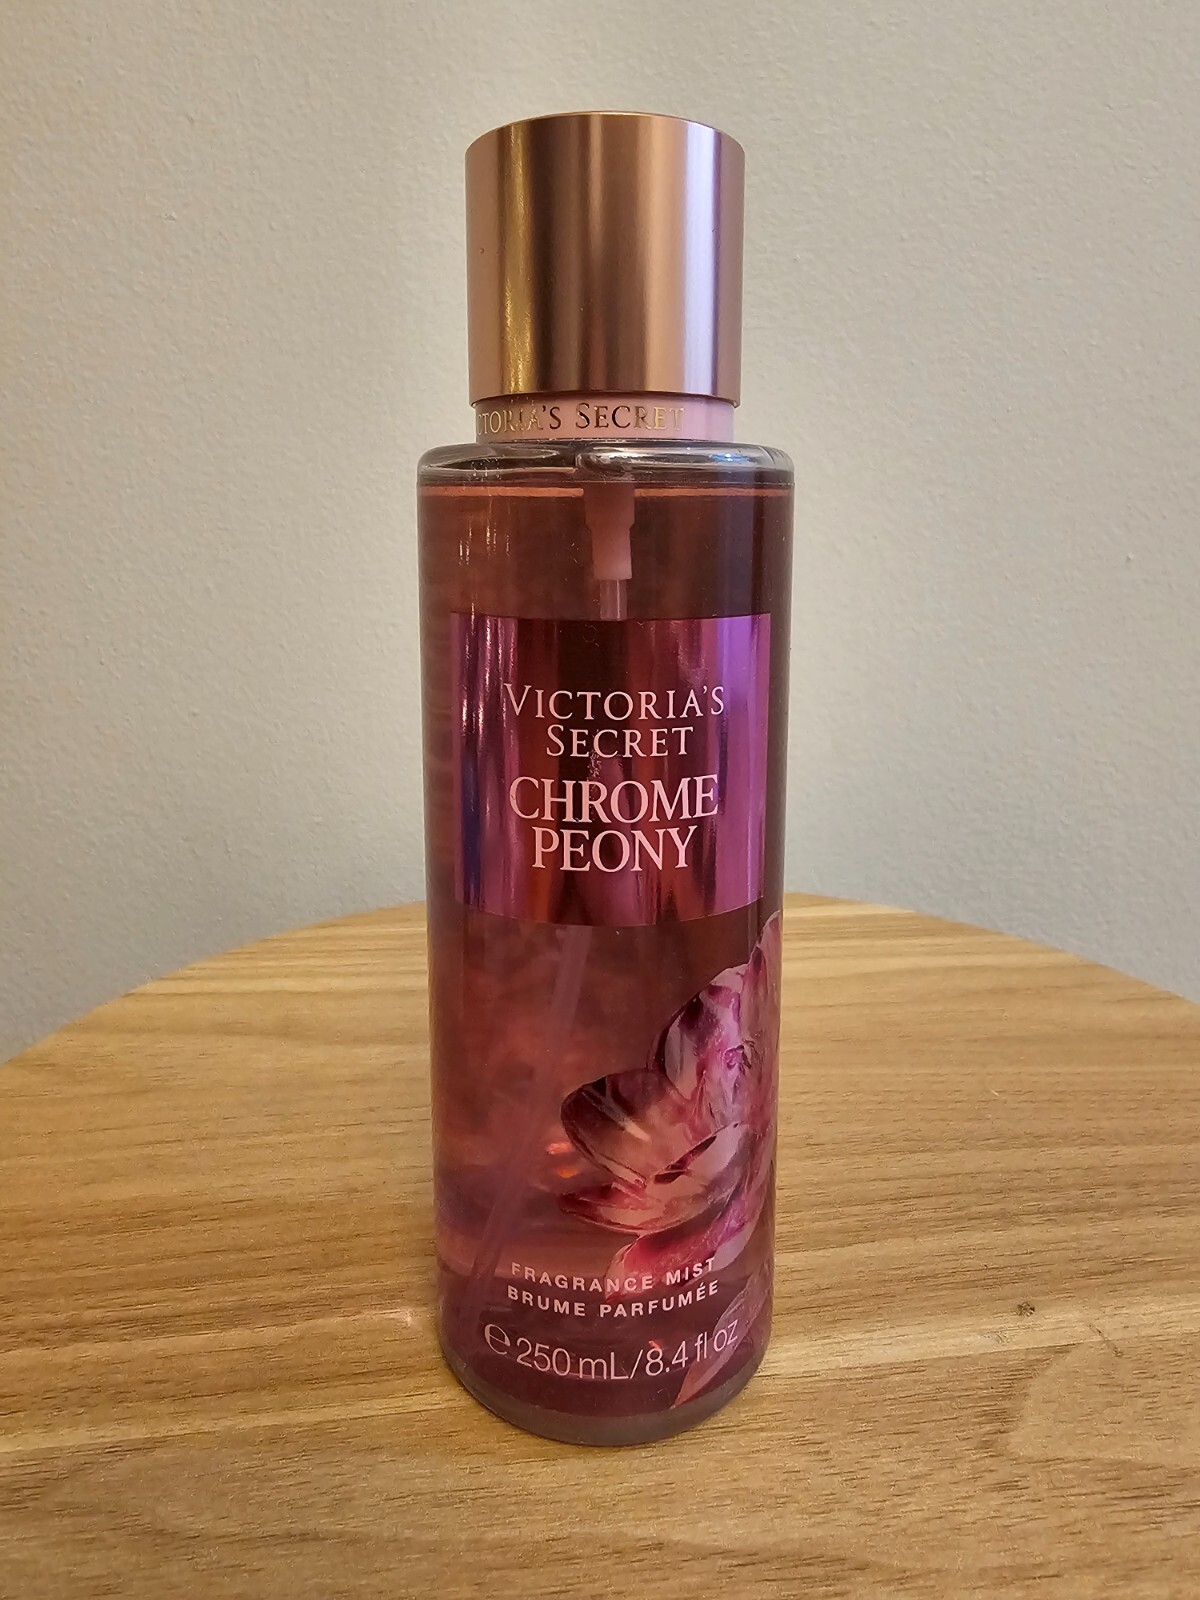 VICTORIA'S SECRET
VICTORIA'S
SECRET
CHROME
PEONY
FRAGRANCE MIST
BRUME PARFUMÉE
℮ 250 mL/8.4 fl oz